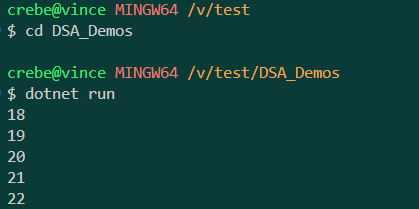 crebe@vince MINGW64 /v/test
$ cd DSA_Demos
crebe@vince MINGW64 /v/test/DSA_Demos
$ dotnet run
18
19
20
21
22